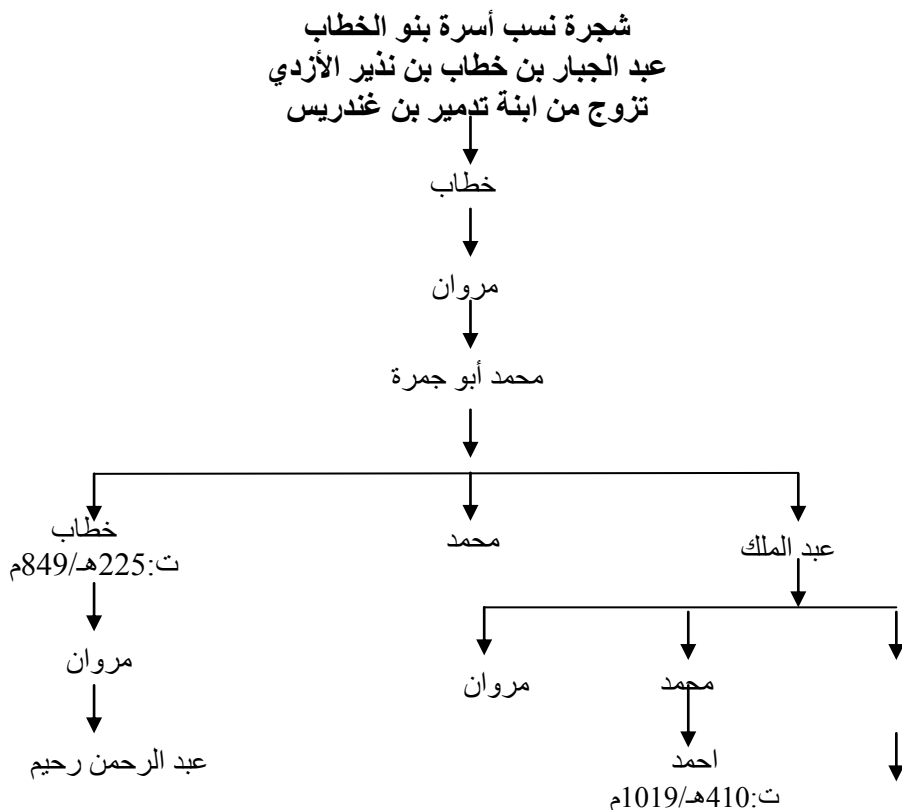 شجرة نسب أسرة بنو الخطاب
عبد الجبار بن خطاب بن نذير الأزدي
تزوج من ابنة تدمير بن غندريس
خطاب
مروان
محمد أبو جمرة
عبد الملك
محمد
خطاب
ت:225هـ/849م
محمد
مروان
مروان
احمد
ت:410هـ/1019م
عبد الرحمن رحيم